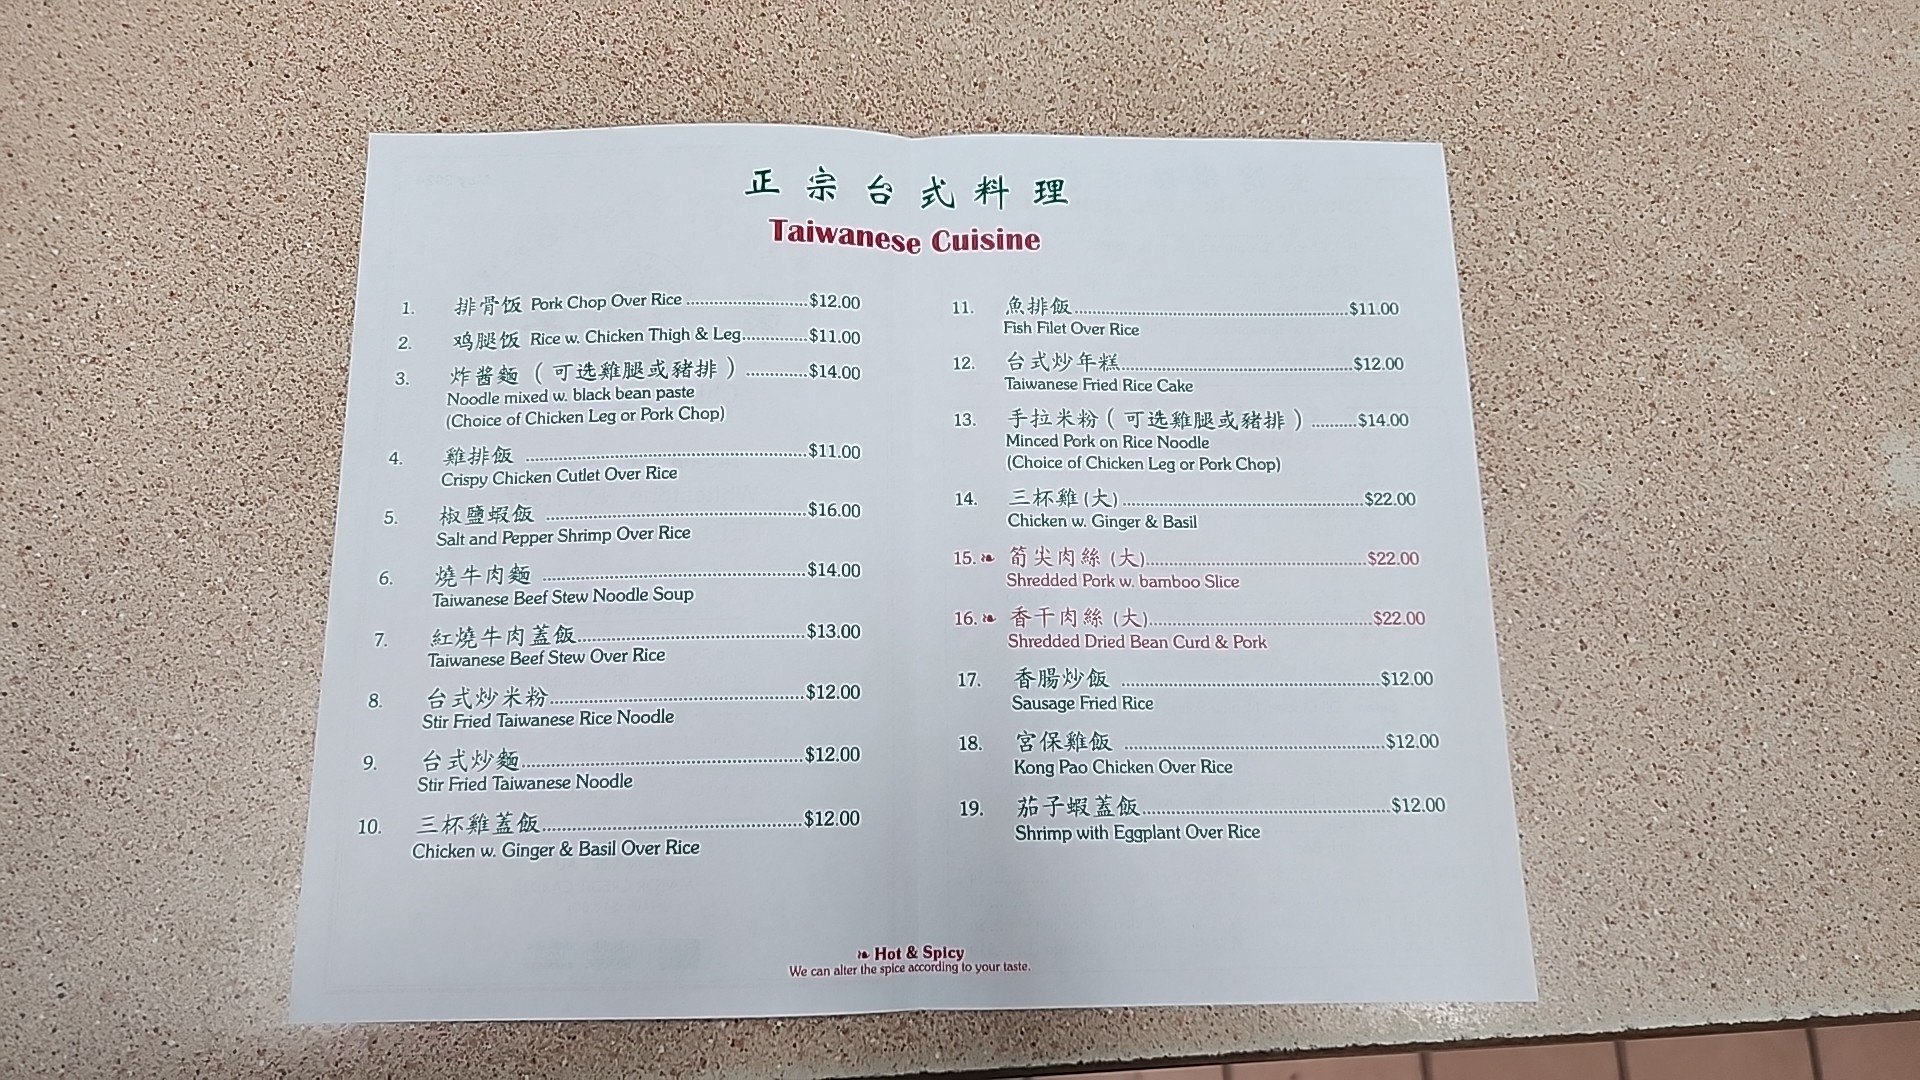 正宗台式料理
Taiwanese Cuisine
1. 排骨饭 Pork Chop Over Rice ........................$12.00
2. 鸡腿饭 Rice w. Chicken Thigh & Leg.............$11.00
3. 炸醬麵 ( 可选雞腿或豬排 ) ............$14.00
Noodle mixed w. black bean paste
(Choice of Chicken Leg or Pork Chop)
4. 雞排飯 ........................................................$11.00
Crispy Chicken Cutlet Over Rice
5. 椒鹽蝦飯 ....................................................$16.00
Salt and Pepper Shrimp Over Rice
6. 燒牛肉麵 ....................................................$14.00
Taiwanese Beef Stew Noodle Soup
7. 紅燒牛肉蓋飯.............................................$13.00
Taiwanese Beef Stew Over Rice
8. 台式炒米粉..................................................$12.00
Stir Fried Taiwanese Rice Noodle
9. 台式炒麵.......................................................$12.00
Stir Fried Taiwanese Noodle
10. 三杯雞蓋飯..................................................$12.00
Chicken w. Ginger & Basil Over Rice
11. 魚排飯......................................................$11.00
Fish Filet Over Rice
12. 台式炒年糕..............................................$12.00
Taiwanese Fried Rice Cake
13. 手拉米粉 ( 可选雞腿或豬排 ) .........$14.00
Minced Pork on Rice Noodle
(Choice of Chicken Leg or Pork Chop)
14. 三杯雞 (大) ...............................................$22.00
Chicken w. Ginger & Basil
15.❧ 筍尖肉絲 (大)...........................................$22.00
Shredded Pork w. bamboo Slice
16.❧ 香干肉絲 (大)...........................................$22.00
Shredded Dried Bean Curd & Pork
17. 香腸炒飯 ..................................................$12.00
Sausage Fried Rice
18. 宮保雞飯 ..................................................$12.00
Kong Pao Chicken Over Rice
19. 茄子蝦蓋飯...............................................$12.00
Shrimp with Eggplant Over Rice
❧ Hot & Spicy
We can alter the spice according to your taste.